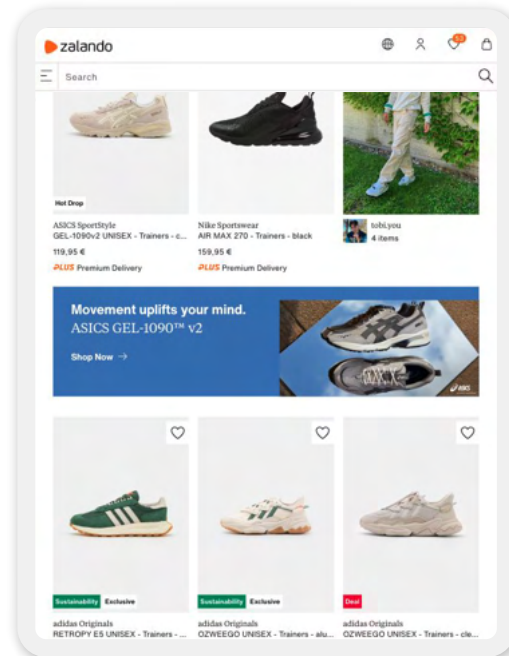 zalando
53
Search
Hot Drop
ASICS SportStyle
GEL-1090v2 UNISEX - Trainers - c...
119,95 €
PLUS Premium Delivery
Nike Sportswear
AIR MAX 270 - Trainers - black
159,95 €
PLUS Premium Delivery
tobi.you
4 items
Movement uplifts your mind.
ASICS GEL-1090™ v2
Shop Now →
asics
Sustainability Exclusive
adidas Originals
RETROPY E5 UNISEX - Trainers - ...
Sustainability Exclusive
adidas Originals
OZWEEGO UNISEX - Trainers - alu...
Deal
adidas Originals
OZWEEGO UNISEX - Trainers - cle...